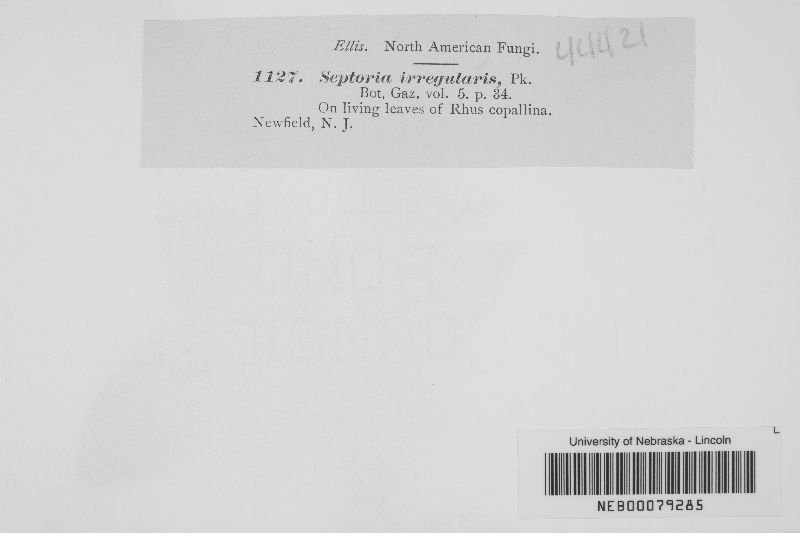 Ellis. North American Fungi.
44421
1127. Septoria irregularis, Pk.
Bot. Gaz. vol. 5. p. 34.
On living leaves of Rhus copallina.
Newfield, N. J.
University of Nebraska - Lincoln
NEB00079285